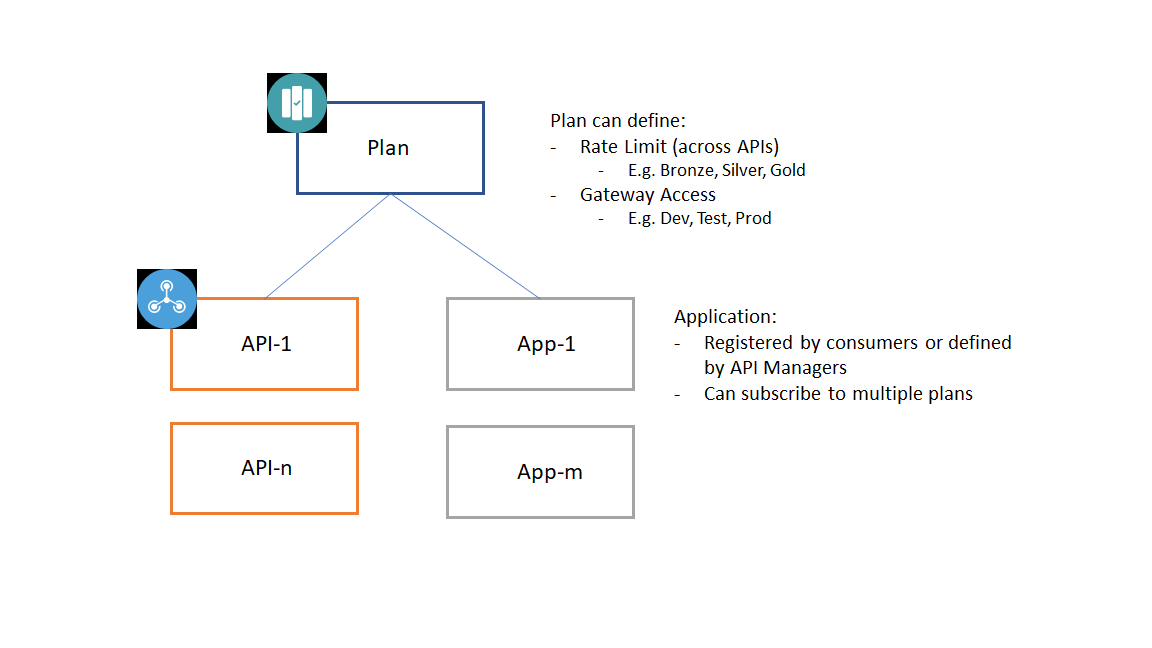 Plan
Plan can define:
- Rate Limit (across APIs)
- E.g. Bronze, Silver, Gold
- Gateway Access
- E.g. Dev, Test, Prod
API-1
App-1
Application:
- Registered by consumers or defined
by API Managers
- Can subscribe to multiple plans
API-n
App-m